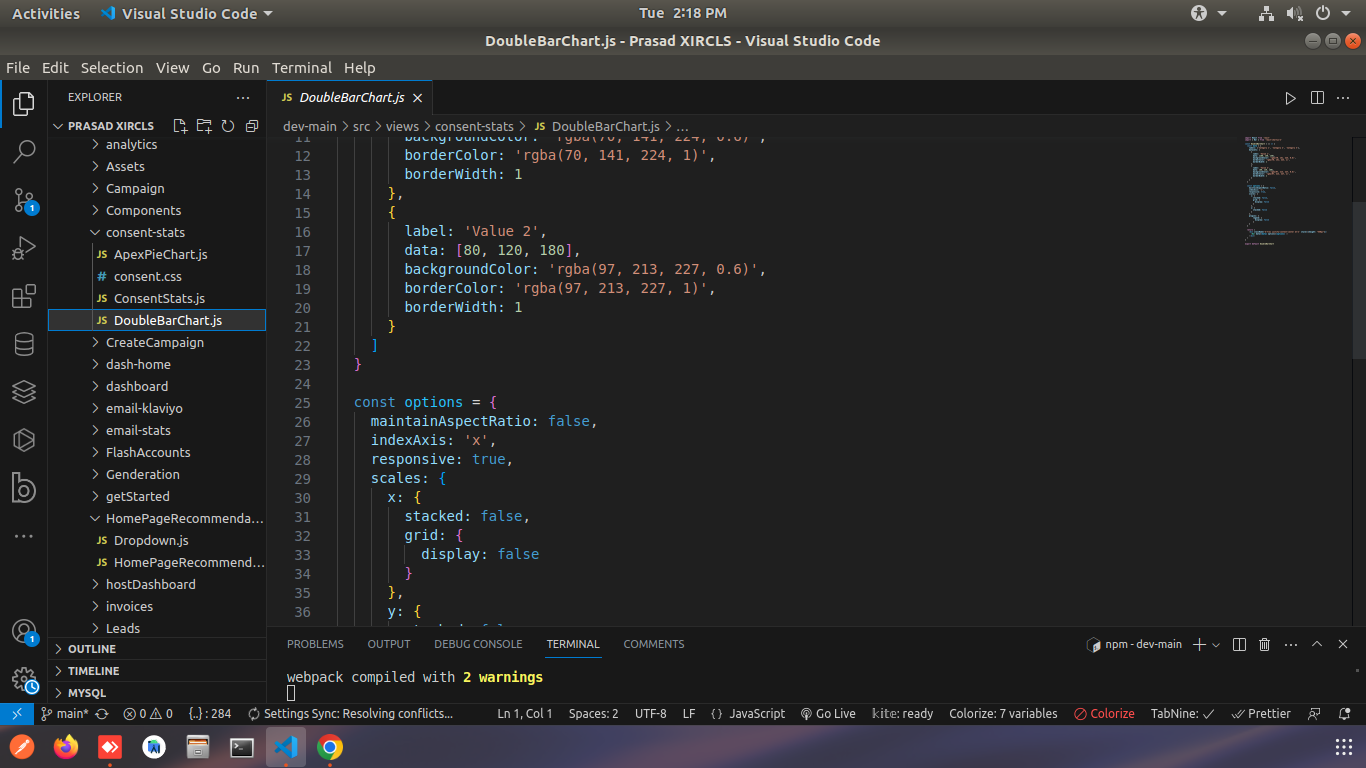 Activities Visual Studio Code Tue 2:18 PM
DoubleBarChart.js - Prasad XIRCLS - Visual Studio Code
File Edit Selection View Go Run Terminal Help
EXPLORER
PRASAD XIRCLS
analytics
Assets
Campaign
Components
consent-stats
JS ApexPieChart.js
# consent.css
JS ConsentStats.js
JS DoubleBarChart.js
CreateCampaign
dash-home
dashboard
email-klaviyo
email-stats
FlashAccounts
Genderation
getStarted
HomePageRecommenda...
JS Dropdown.js
JS HomePageRecommend...
hostDashboard
invoices
Leads
OUTLINE
TIMELINE
MYSQL
1
1
JS DoubleBarChart.js
dev-main > src > views > consent-stats > JS DoubleBarChart.js > ...
11 backgroundColor: 'rgba(70, 141, 224, 0.6)',
12 borderColor: 'rgba(70, 141, 224, 1)',
13 borderWidth: 1
14 },
15 {
16 label: 'Value 2',
17 data: [80, 120, 180],
18 backgroundColor: 'rgba(97, 213, 227, 0.6)',
19 borderColor: 'rgba(97, 213, 227, 1)',
20 borderWidth: 1
21 }
22 ]
23 }
24
25 const options = {
26 maintainAspectRatio: false,
27 indexAxis: 'x',
28 responsive: true,
29 scales: {
30 x: {
31 stacked: false,
32 grid: {
33 display: false
34 }
35 },
36 y: {
PROBLEMS OUTPUT DEBUG CONSOLE TERMINAL COMMENTS npm - dev-main
webpack compiled with 2 warnings
main* 0 0 {..} : 284 Settings Sync: Resolving conflicts... Ln 1, Col 1 Spaces: 2 UTF-8 LF { } JavaScript Go Live kite: ready Colorize: 7 variables Colorize TabNine: Prettier